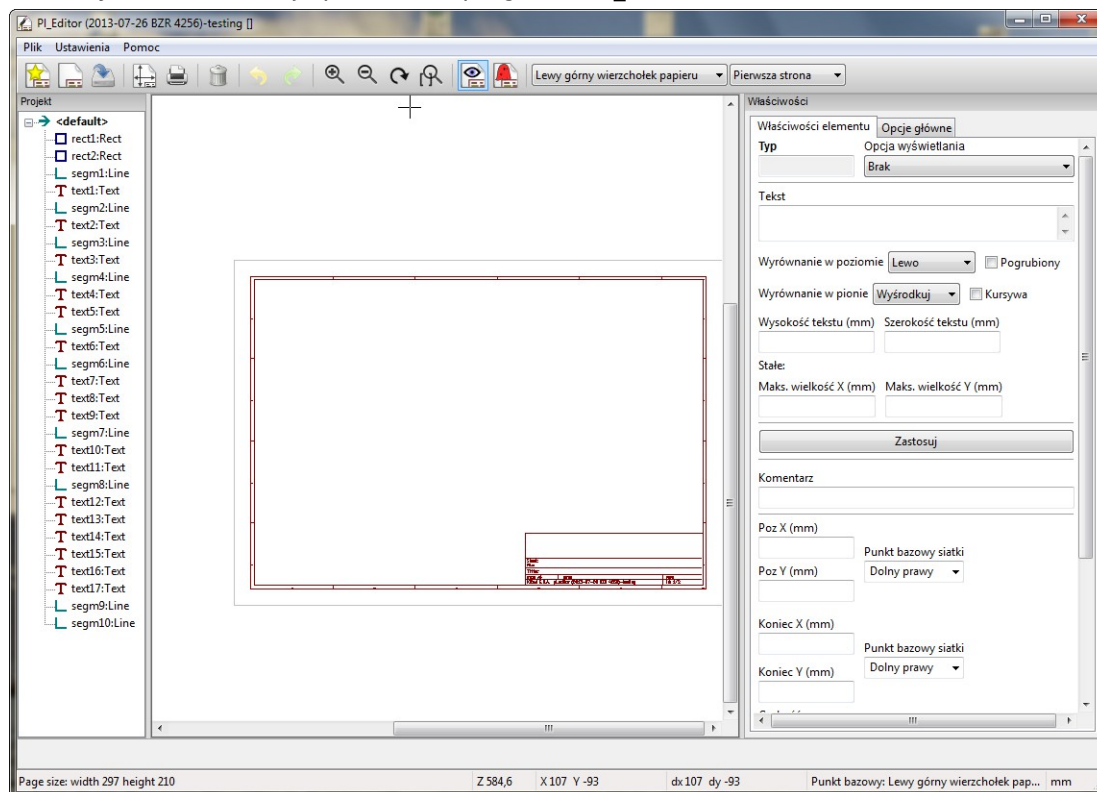 Pl_Editor (2013-07-26 BZR 4256)-testing []
Plik Ustawienia Pomoc
Lewy górny wierzchołek papieru Pierwsza strona
Projekt
<default>
rect1:Rect
rect2:Rect
segm1:Line
text1:Text
segm2:Line
text2:Text
segm3:Line
text3:Text
segm4:Line
text4:Text
text5:Text
segm5:Line
text6:Text
segm6:Line
text7:Text
text8:Text
text9:Text
segm7:Line
text10:Text
text11:Text
segm8:Line
text12:Text
text13:Text
text14:Text
text15:Text
text16:Text
text17:Text
segm9:Line
segm10:Line
Właściwości
Właściwości elementu Opcje główne
Typ Opcja wyświetlania
Brak
Tekst
Wyrównanie w poziomie Lewo Pogrubiony
Wyrównanie w pionie Wyśrodkuj Kursywa
Wysokość tekstu (mm) Szerokość tekstu (mm)
Stałe:
Maks. wielkość X (mm) Maks. wielkość Y (mm)
Zastosuj
Komentarz
Poz X (mm)
Punkt bazowy siatki
Poz Y (mm) Dolny prawy
Koniec X (mm)
Punkt bazowy siatki
Koniec Y (mm) Dolny prawy
Page size: width 297 height 210 Z 584,6 X 107 Y -93 dx 107 dy -93 Punkt bazowy: Lewy górny wierzchołek pap... mm